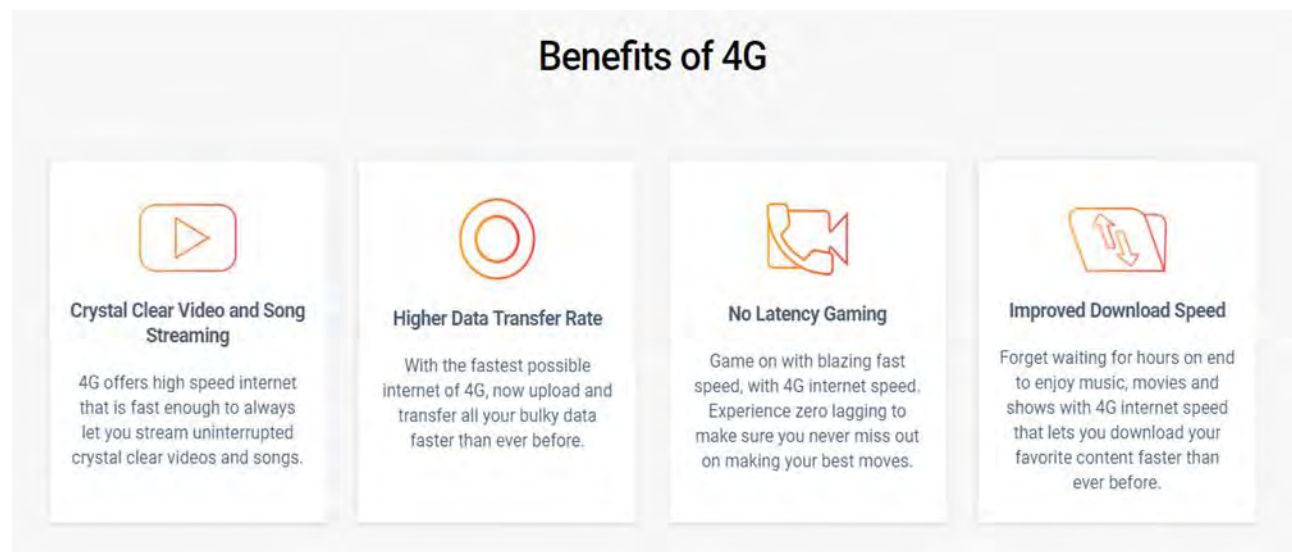 Benefits of 4G
Crystal Clear Video and Song
Streaming
4G offers high speed internet
that is fast enough to always
let you stream uninterrupted
crystal clear videos and songs.
Higher Data Transfer Rate
With the fastest possible
internet of 4G, now upload and
transfer all your bulky data
faster than ever before.
No Latency Gaming
Game on with blazing fast
speed, with 4G internet speed.
Experience zero lagging to
make sure you never miss out
on making your best moves.
Improved Download Speed
Forget waiting for hours on end
to enjoy music, movies and
shows with 4G internet speed
that lets you download your
favorite content faster than
ever before.